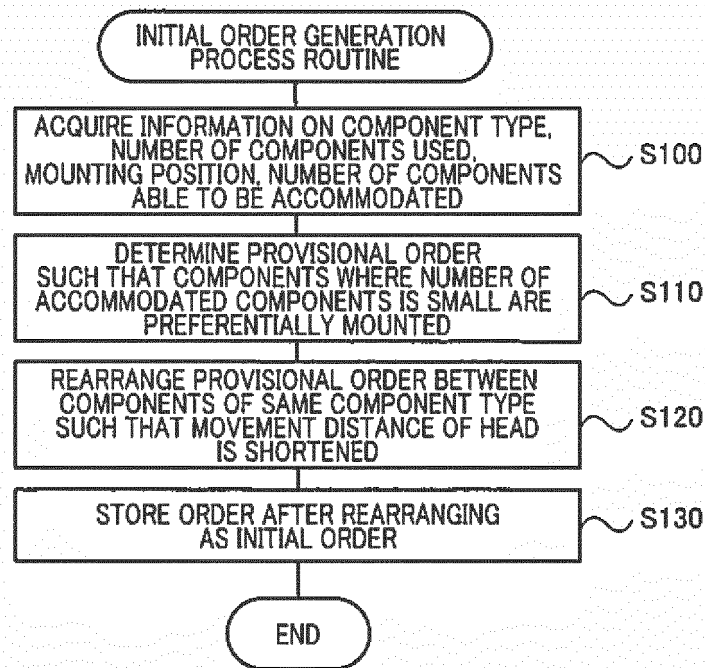 INITIAL ORDER GENERATION
PROCESS ROUTINE
ACQUIRE INFORMATION ON COMPONENT TYPE,
NUMBER OF COMPONENTS USED,
MOUNTING POSITION, NUMBER OF COMPONENTS
ABLE TO BE ACCOMMODATED
S100
DETERMINE PROVISIONAL ORDER
SUCH THAT COMPONENTS WHERE NUMBER OF
ACCOMMODATED COMPONENTS IS SMALL ARE
PREFERENTIALLY MOUNTED
S110
REARRANGE PROVISIONAL ORDER BETWEEN
COMPONENTS OF SAME COMPONENT TYPE
SUCH THAT MOVEMENT DISTANCE OF HEAD
IS SHORTENED
S120
STORE ORDER AFTER REARRANGING
AS INITIAL ORDER
S130
END